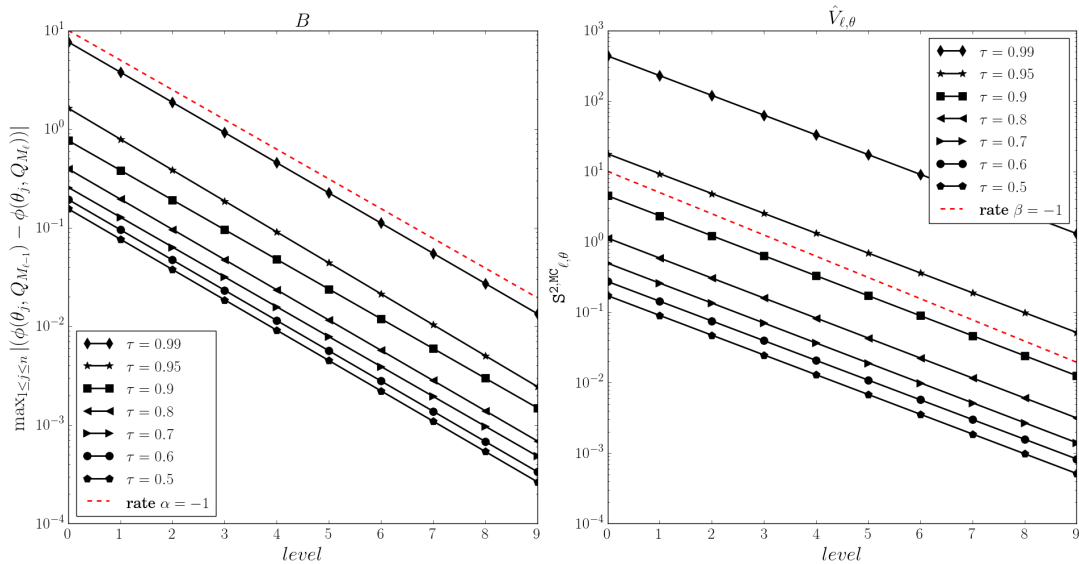 B
max_{1≤j≤n} |(ϕ(θ_j, Q_{M_{ℓ−1}}) − ϕ(θ_j, Q_{M_ℓ}))|
10^1
10^0
10^{−1}
10^{−2}
10^{−3}
10^{−4}
τ = 0.99
τ = 0.95
τ = 0.9
τ = 0.8
τ = 0.7
τ = 0.6
τ = 0.5
rate α = −1
0 1 2 3 4 5 6 7 8 9
level
V̂_{ℓ,θ}
S^{2,MC}_{ℓ,θ}
10^3
10^2
10^1
10^0
10^{−1}
10^{−2}
10^{−3}
10^{−4}
τ = 0.99
τ = 0.95
τ = 0.9
τ = 0.8
τ = 0.7
τ = 0.6
τ = 0.5
rate β = −1
0 1 2 3 4 5 6 7 8 9
level